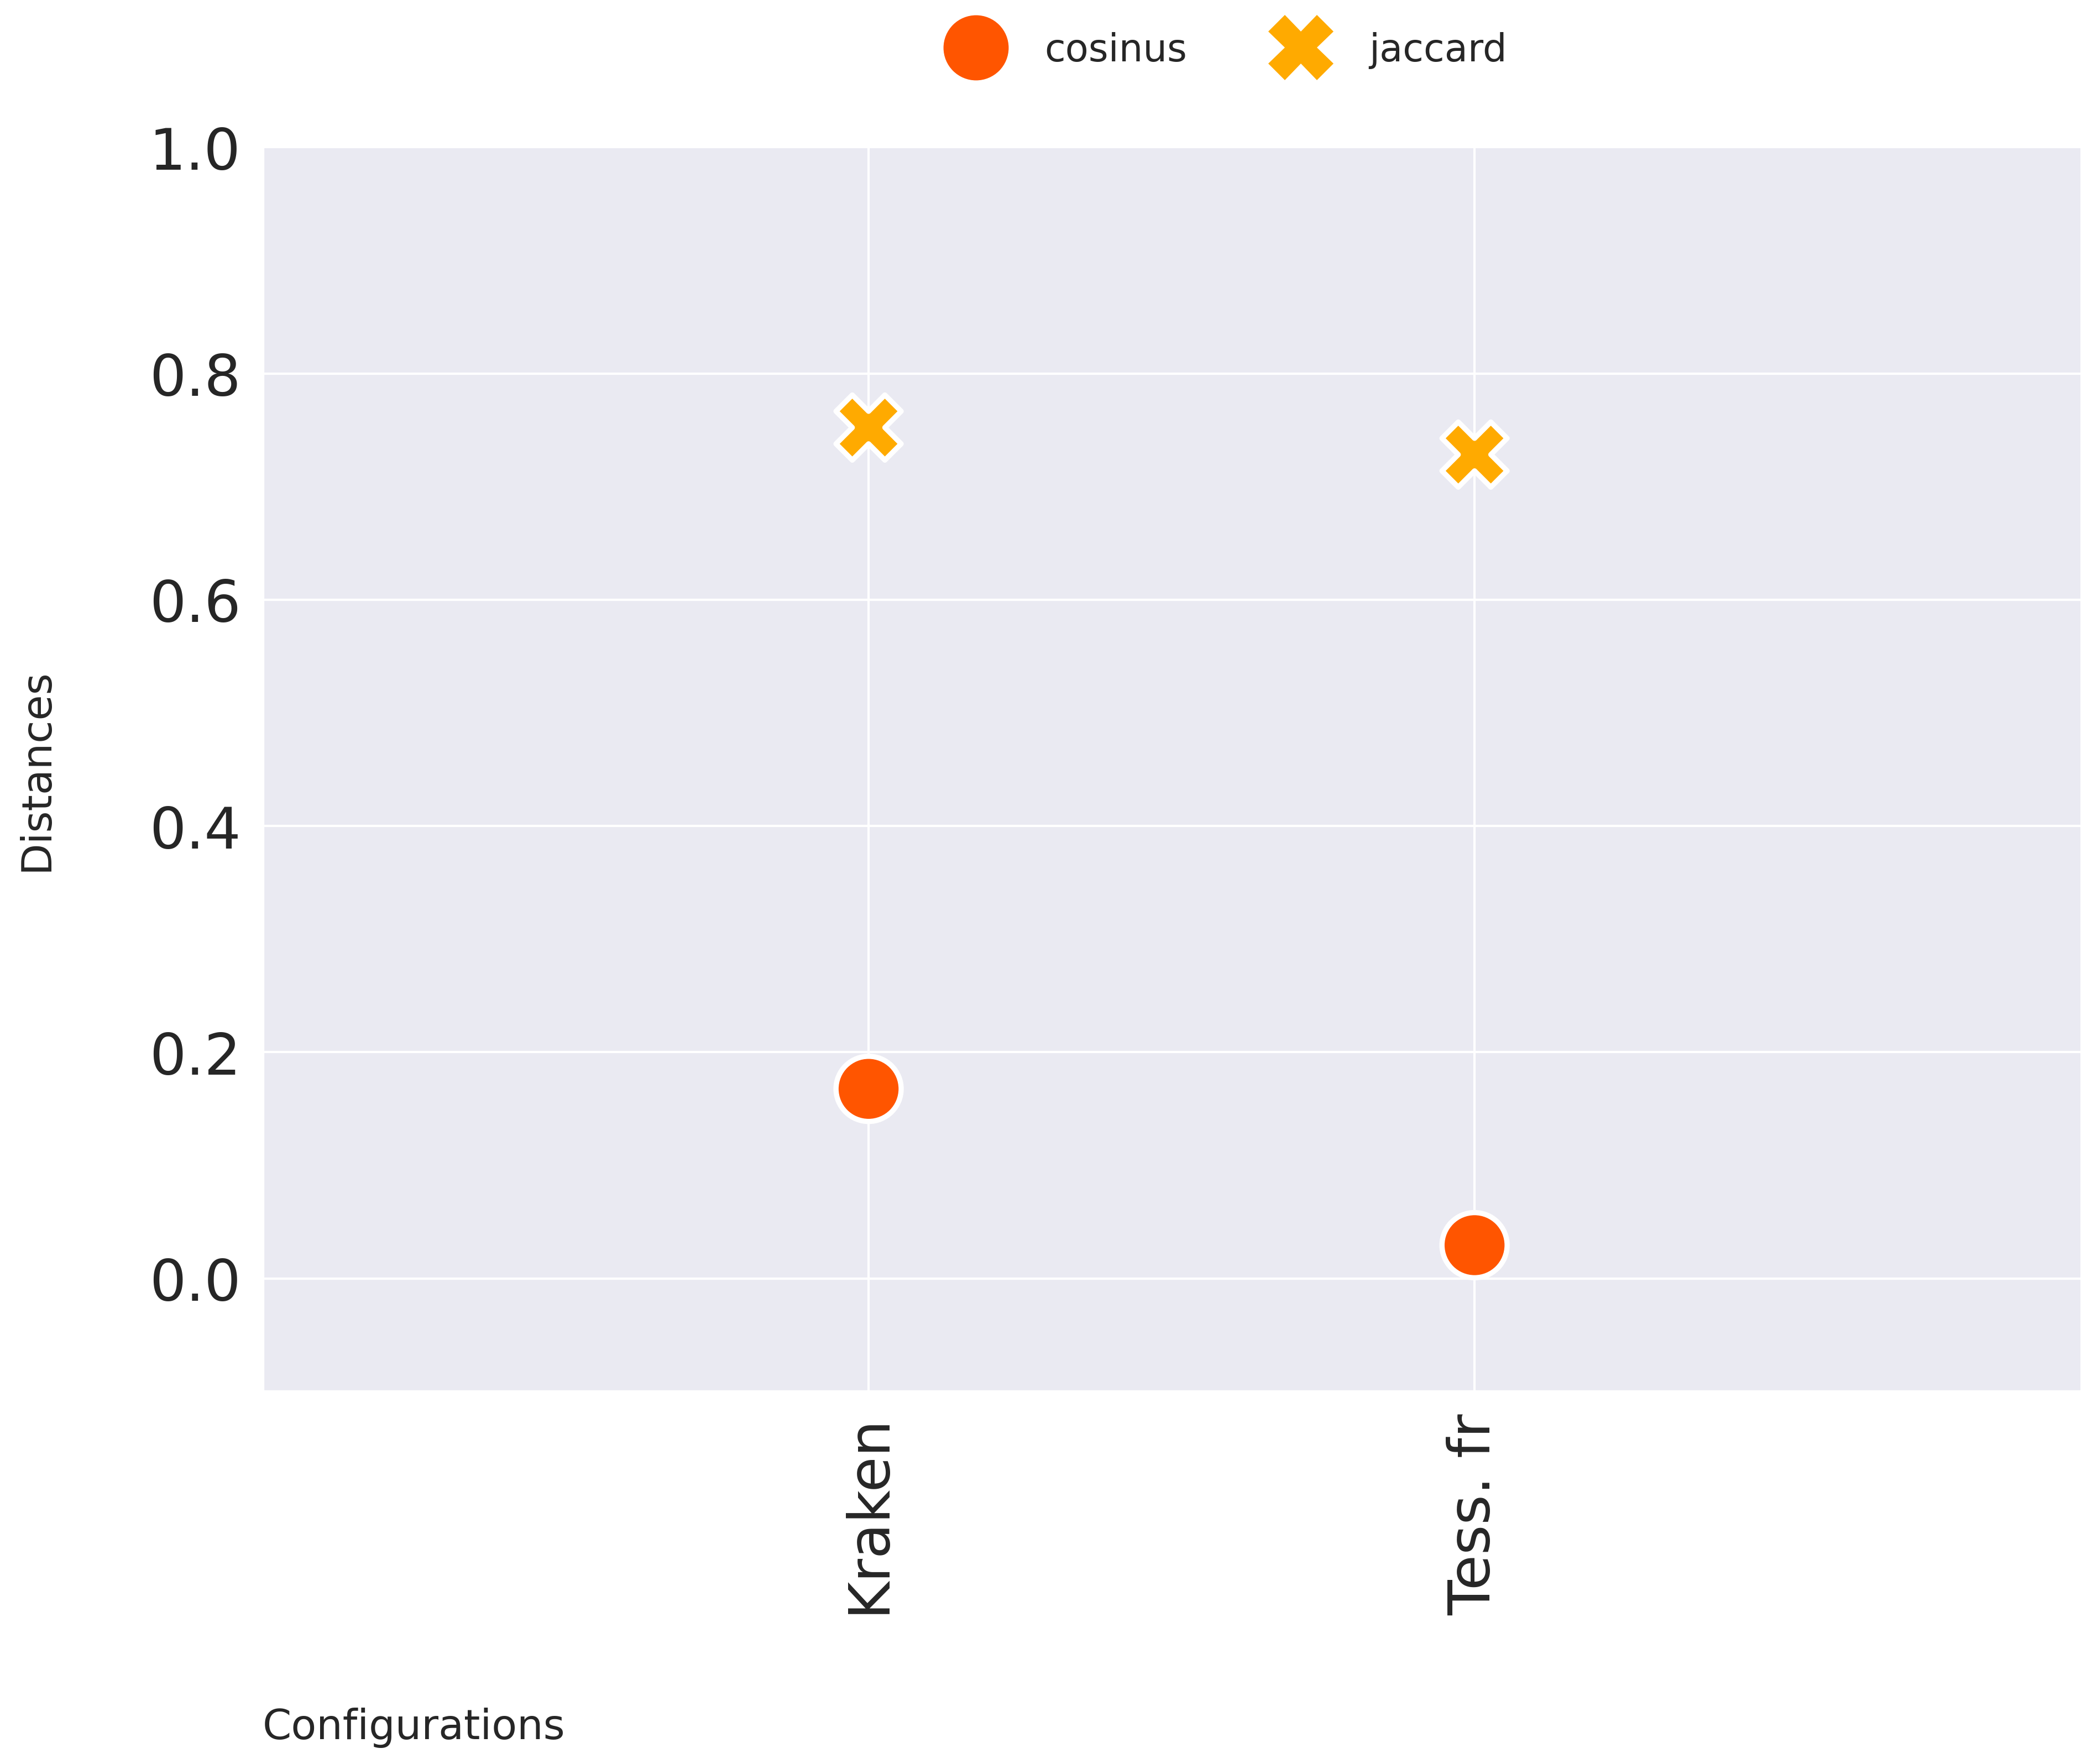 cosinus jaccard
1.0
0.8
0.6
0.4
0.2
0.0
Distances
Kraken
Tess. fr
Configurations